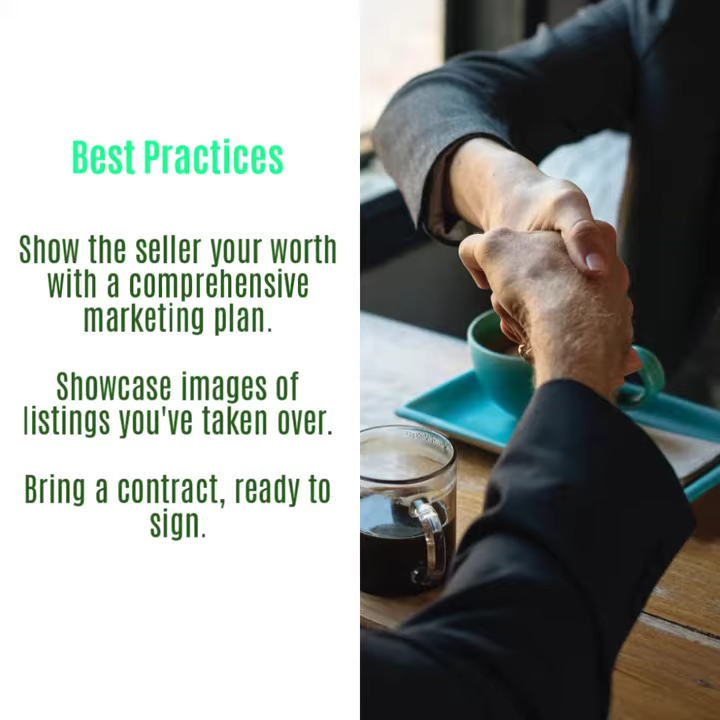 Best Practices
Show the seller your worth
with a comprehensive
marketing plan.
Showcase images of
listings you've taken over.
Bring a contract, ready to
sign.